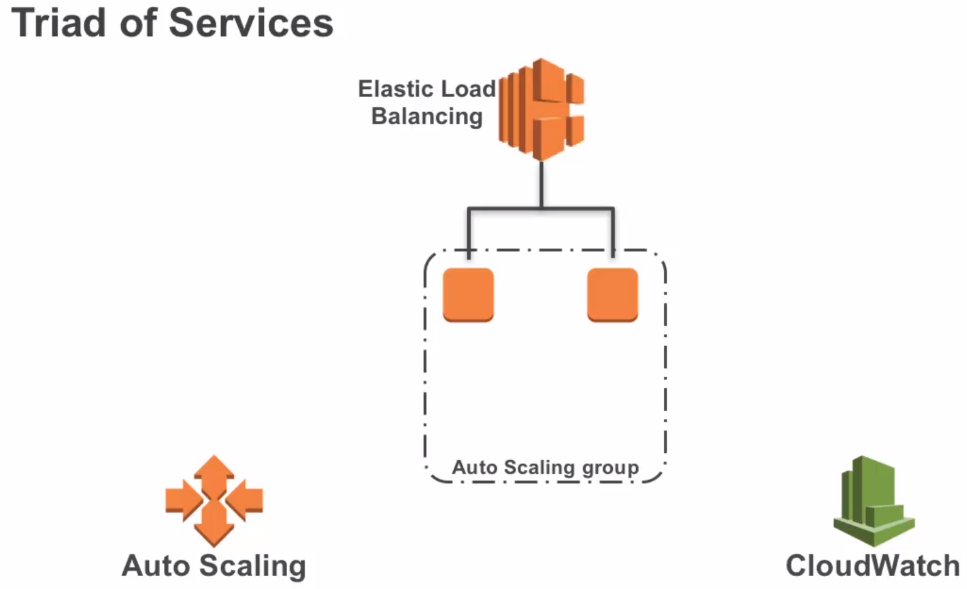 Triad of Services
Elastic Load
Balancing
Auto Scaling group
Auto Scaling
CloudWatch